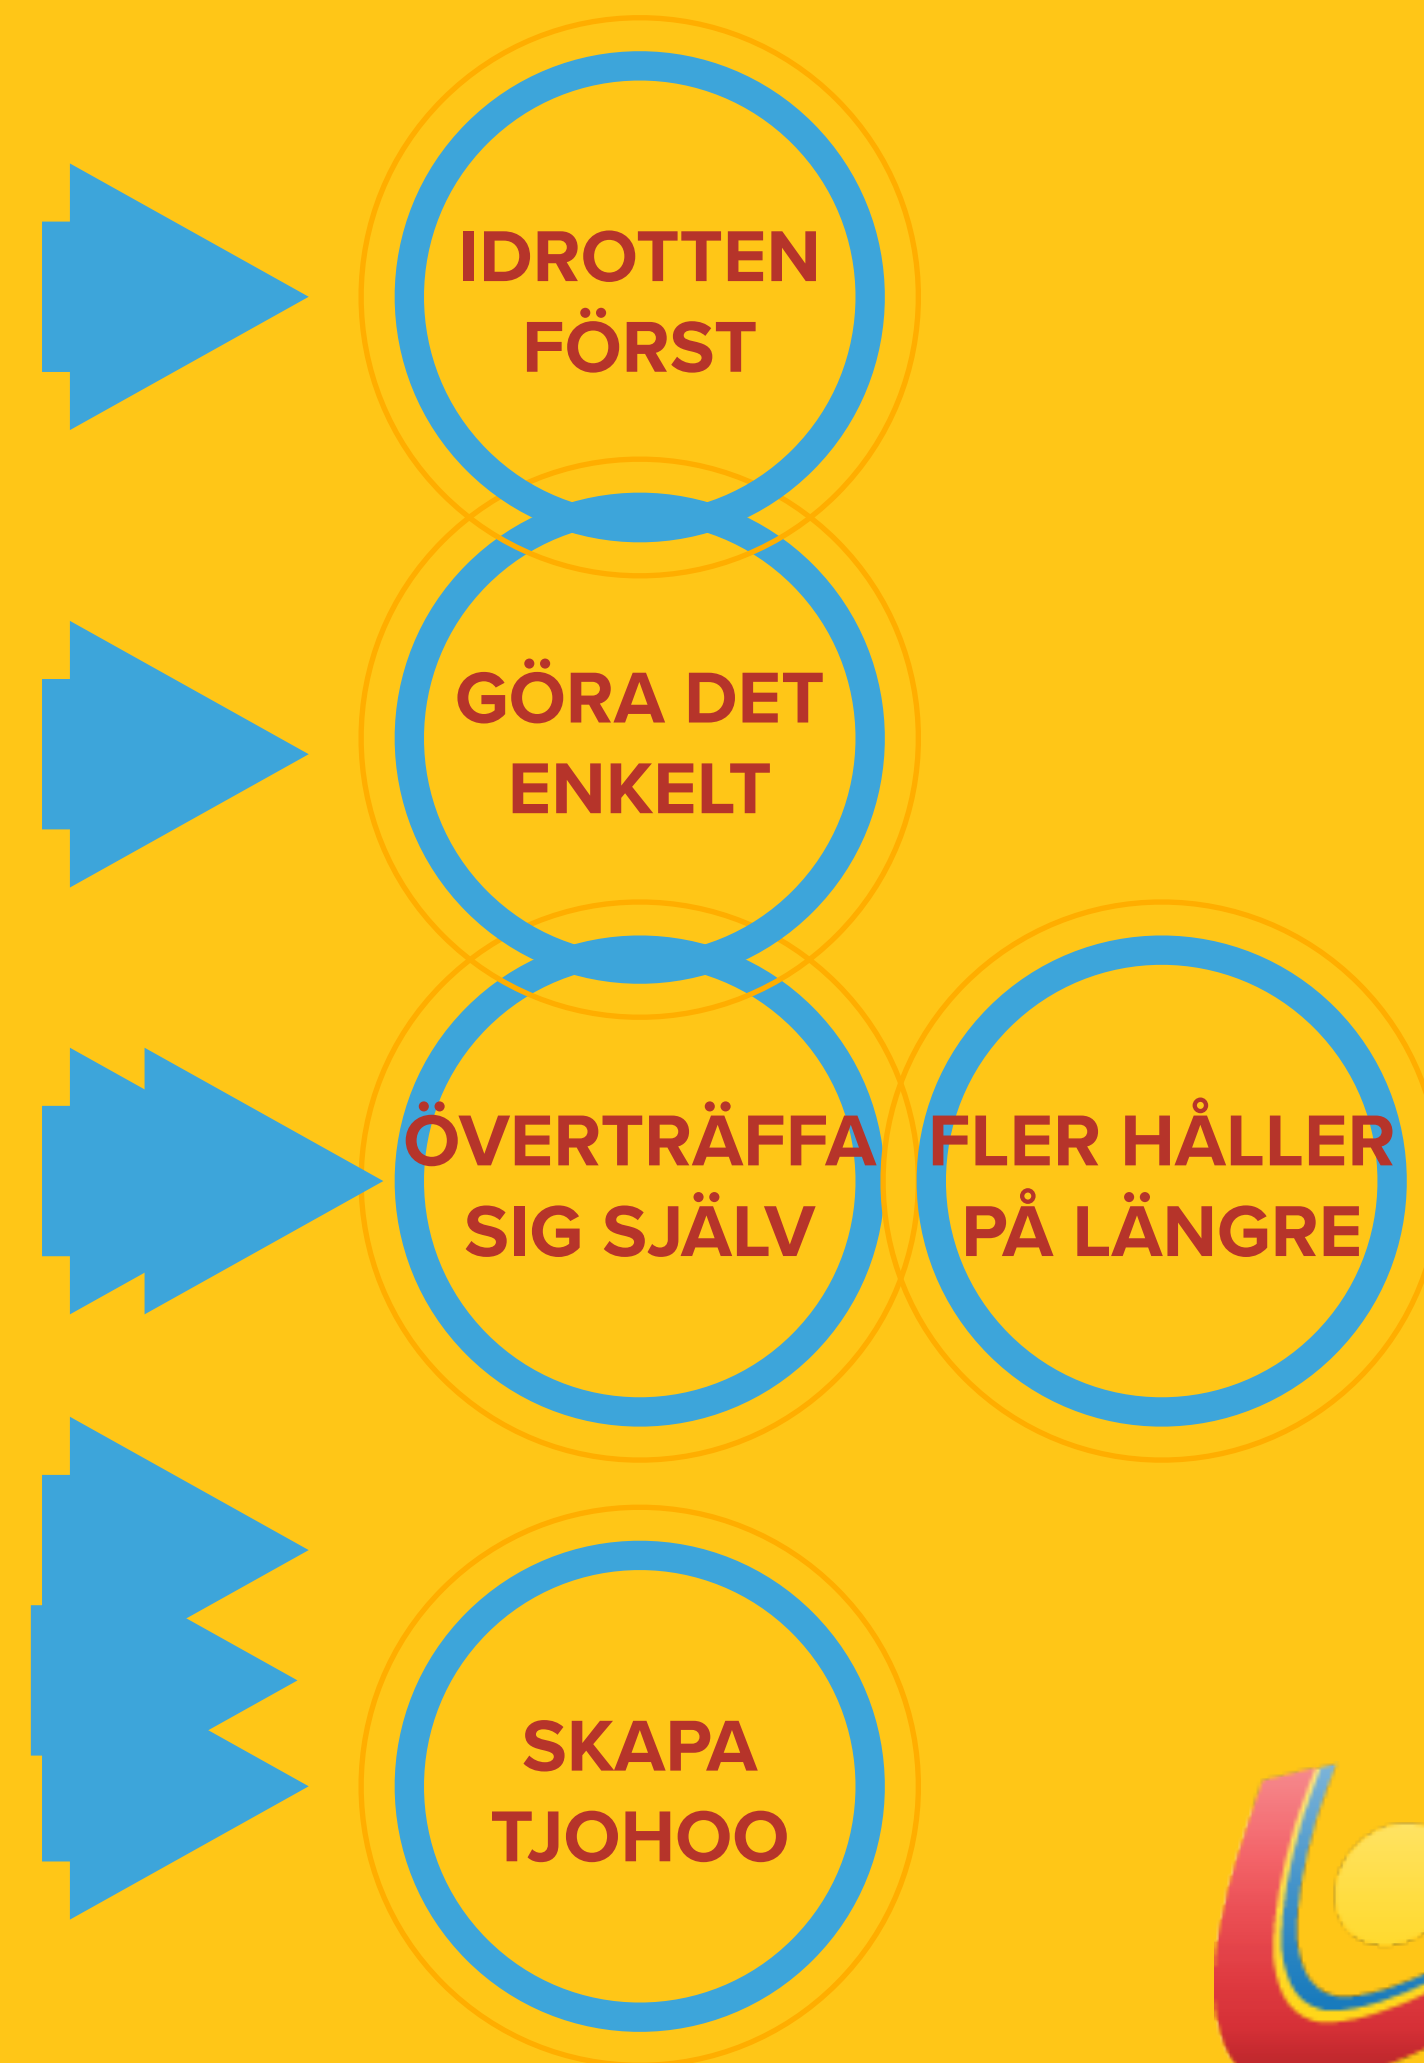 IDROTTEN
FÖRST
GÖRA DET
ENKELT
ÖVERTRÄFFA
SIG SJÄLV
FLER HÅLLER
PÅ LÄNGRE
SKAPA
TJOHOO